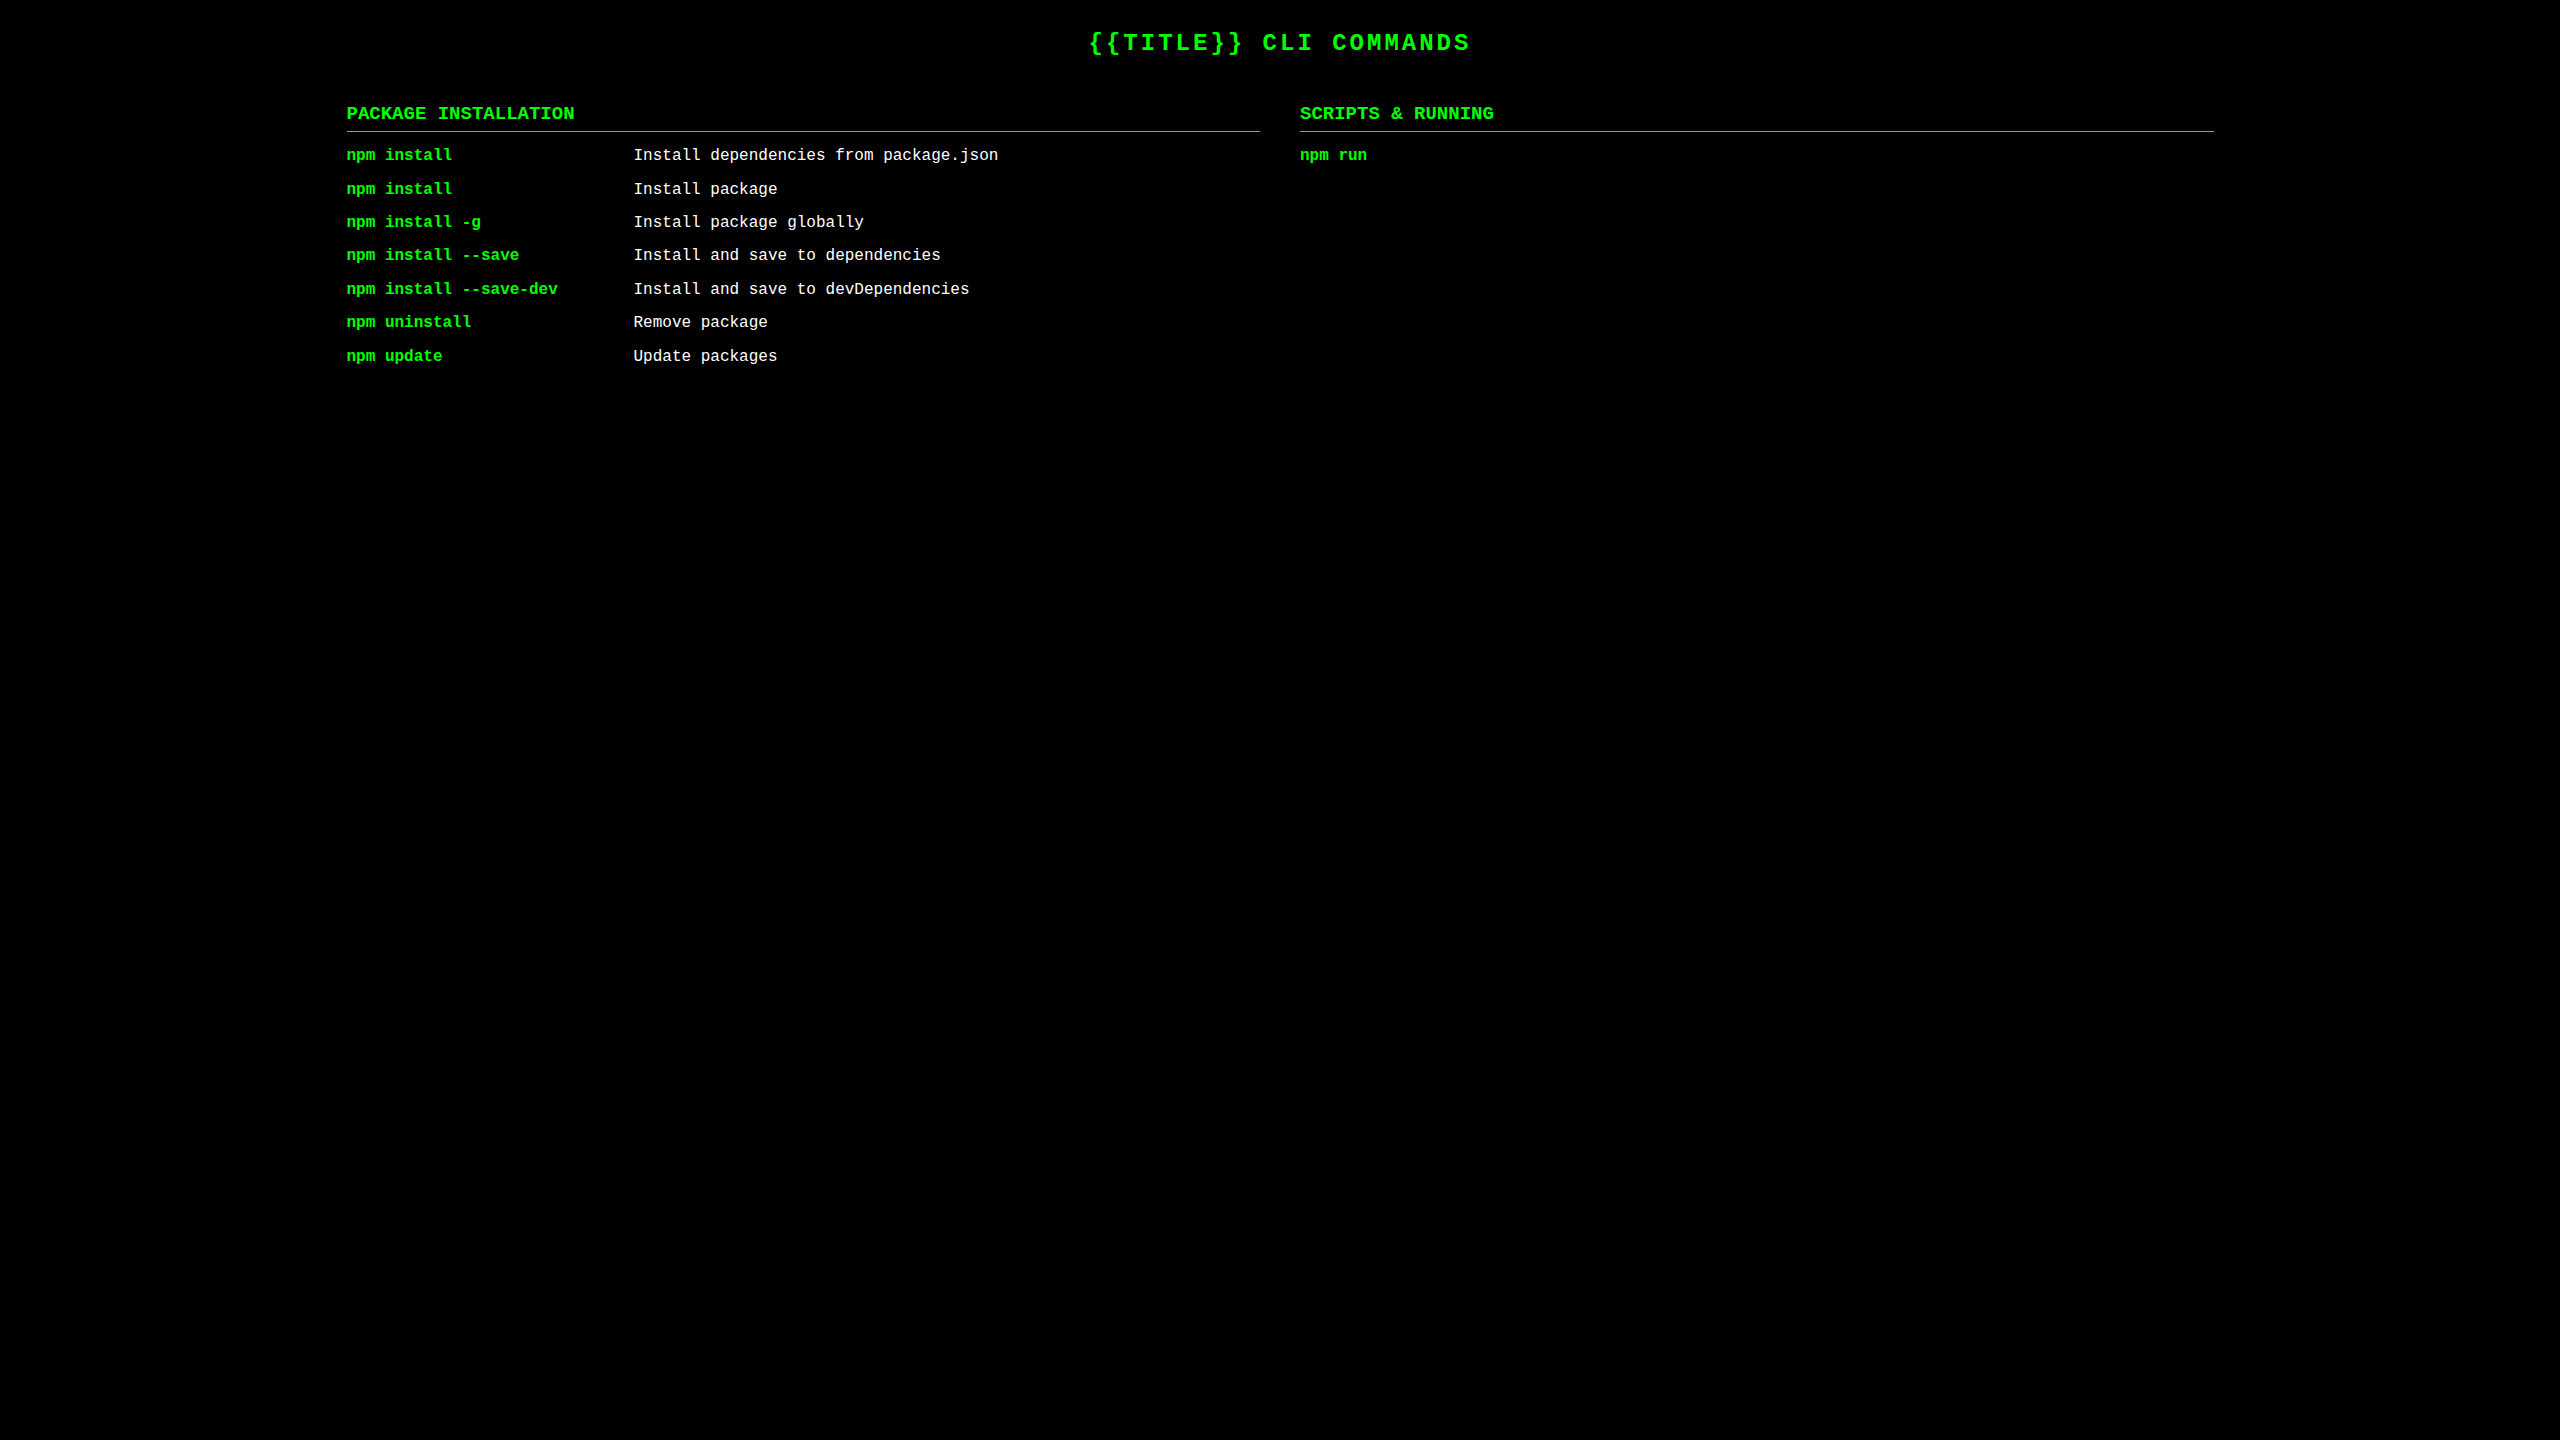 {{TITLE}} CLI COMMANDS
PACKAGE INSTALLATION
npm install Install dependencies from package.json
npm install Install package
npm install -g Install package globally
npm install --save Install and save to dependencies
npm install --save-dev Install and save to devDependencies
npm uninstall Remove package
npm update Update packages
SCRIPTS & RUNNING
npm run